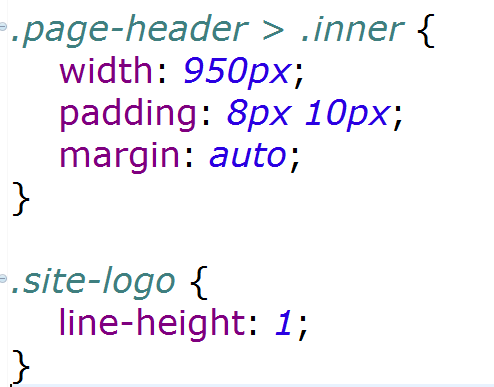 .page-header > .inner {
width: 950px;
padding: 8px 10px;
margin: auto;
}
.site-logo {
line-height: 1;
}